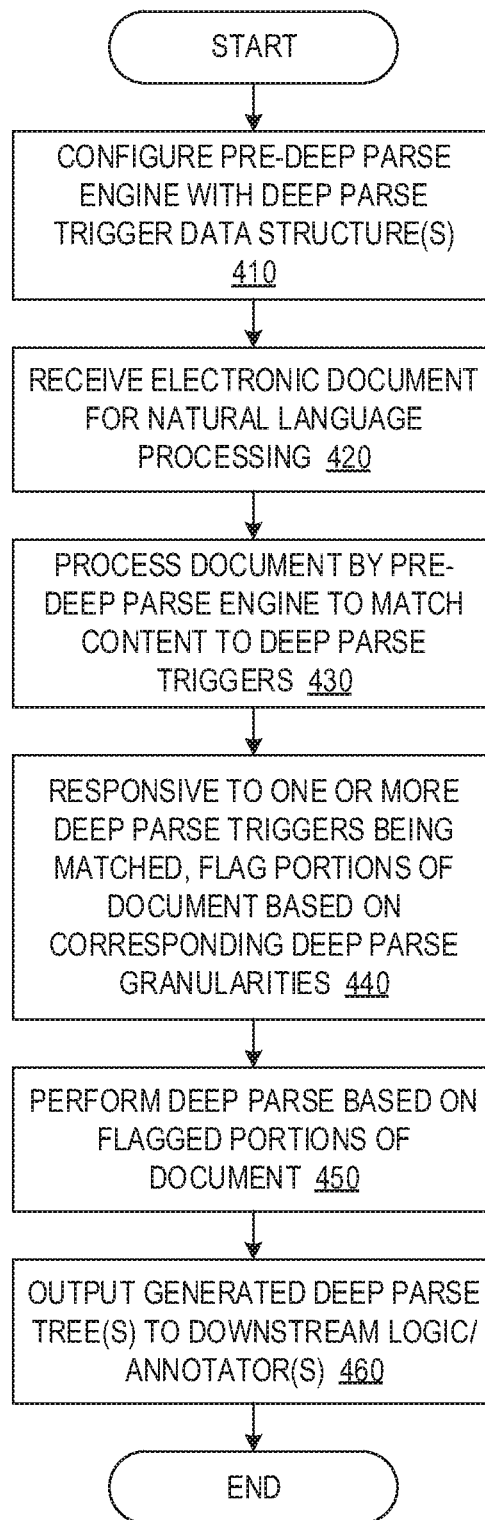 START
CONFIGURE PRE-DEEP PARSE
ENGINE WITH DEEP PARSE
TRIGGER DATA STRUCTURE(S)
410
RECEIVE ELECTRONIC DOCUMENT
FOR NATURAL LANGUAGE
PROCESSING 420
PROCESS DOCUMENT BY PRE-
DEEP PARSE ENGINE TO MATCH
CONTENT TO DEEP PARSE
TRIGGERS 430
RESPONSIVE TO ONE OR MORE
DEEP PARSE TRIGGERS BEING
MATCHED, FLAG PORTIONS OF
DOCUMENT BASED ON
CORRESPONDING DEEP PARSE
GRANULARITIES 440
PERFORM DEEP PARSE BASED ON
FLAGGED PORTIONS OF
DOCUMENT 450
OUTPUT GENERATED DEEP PARSE
TREE(S) TO DOWNSTREAM LOGIC/
ANNOTATOR(S) 460
END